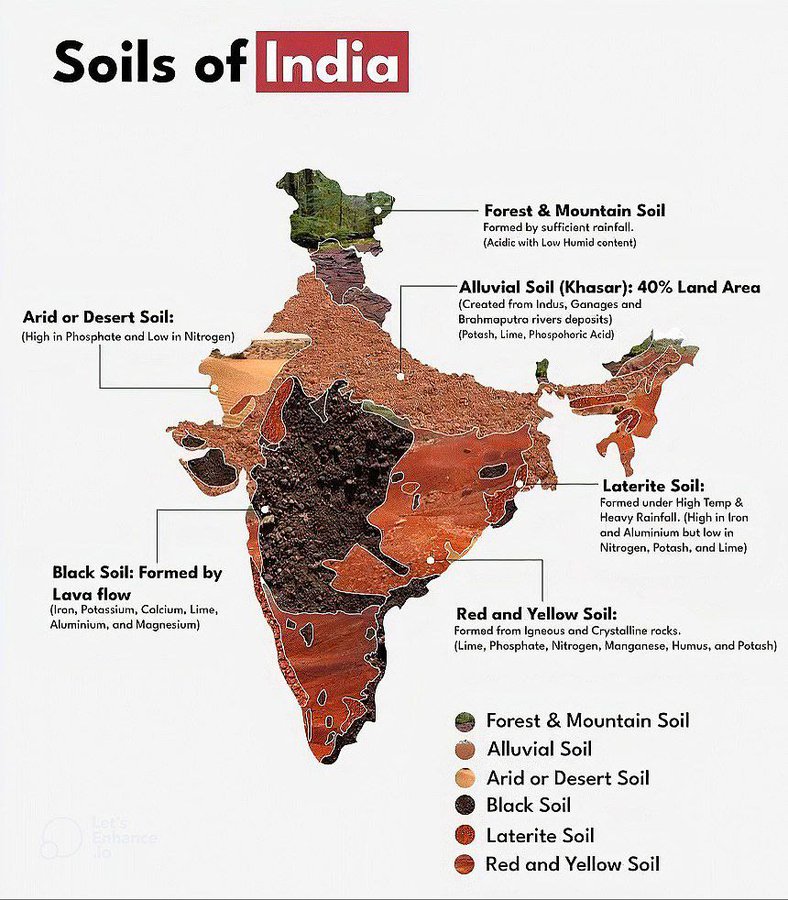 Soils of India
Forest & Mountain Soil
Formed by sufficient rainfall.
(Acidic with Low Humid content)
Alluvial Soil (Khasar): 40% Land Area
(Created from Indus, Ganages and
Brahmaputra rivers deposits)
(Potash, Lime, Phospohoric Acid)
Arid or Desert Soil:
(High in Phosphate and Low in Nitrogen)
Laterite Soil:
Formed under High Temp &
Heavy Rainfall. (High in Iron
and Aluminium but low in
Nitrogen, Potash, and Lime)
Black Soil: Formed by
Lava flow
(Iron, Potassium, Calcium, Lime,
Aluminium, and Magnesium)
Red and Yellow Soil:
Formed from Igneous and Crystalline rocks.
(Lime, Phosphate, Nitrogen, Manganese, Humus, and Potash)
Forest & Mountain Soil
Alluvial Soil
Arid or Desert Soil
Black Soil
Laterite Soil
Red and Yellow Soil
Let's
Enhance
.io